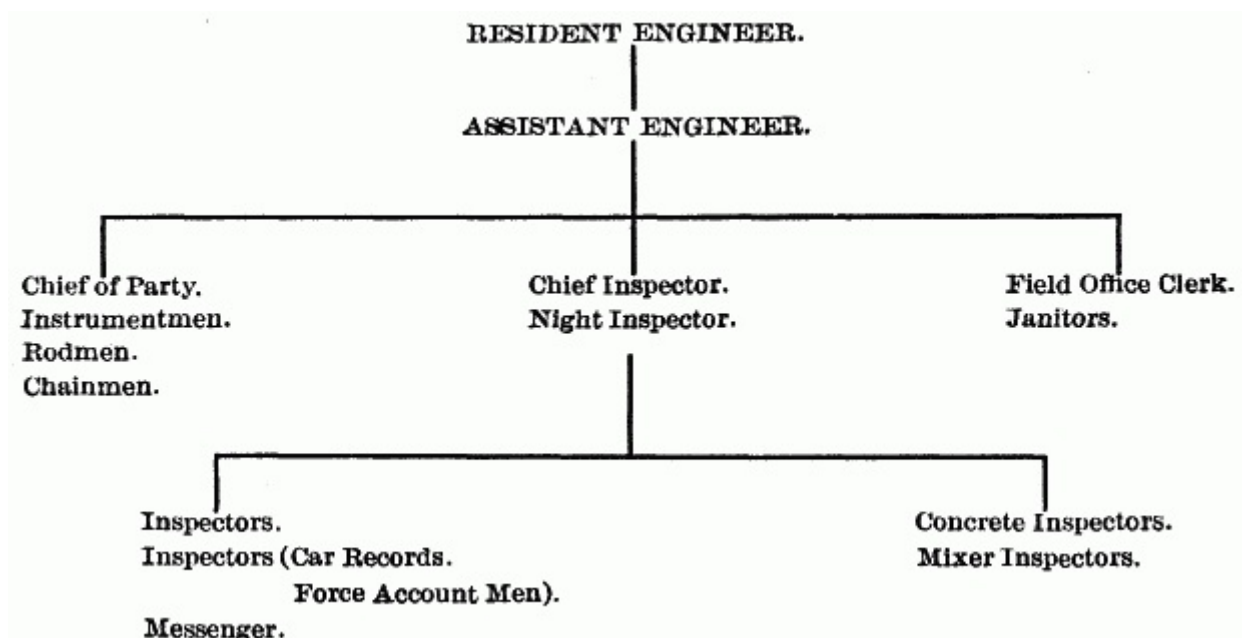 RESIDENT ENGINEER.
ASSISTANT ENGINEER.
Chief of Party.
Instrumentmen.
Rodmen.
Chainmen.
Chief Inspector.
Night Inspector.
Field Office Clerk.
Janitors.
Inspectors.
Inspectors (Car Records.
Force Account Men).
Messenger.
Concrete Inspectors.
Mixer Inspectors.